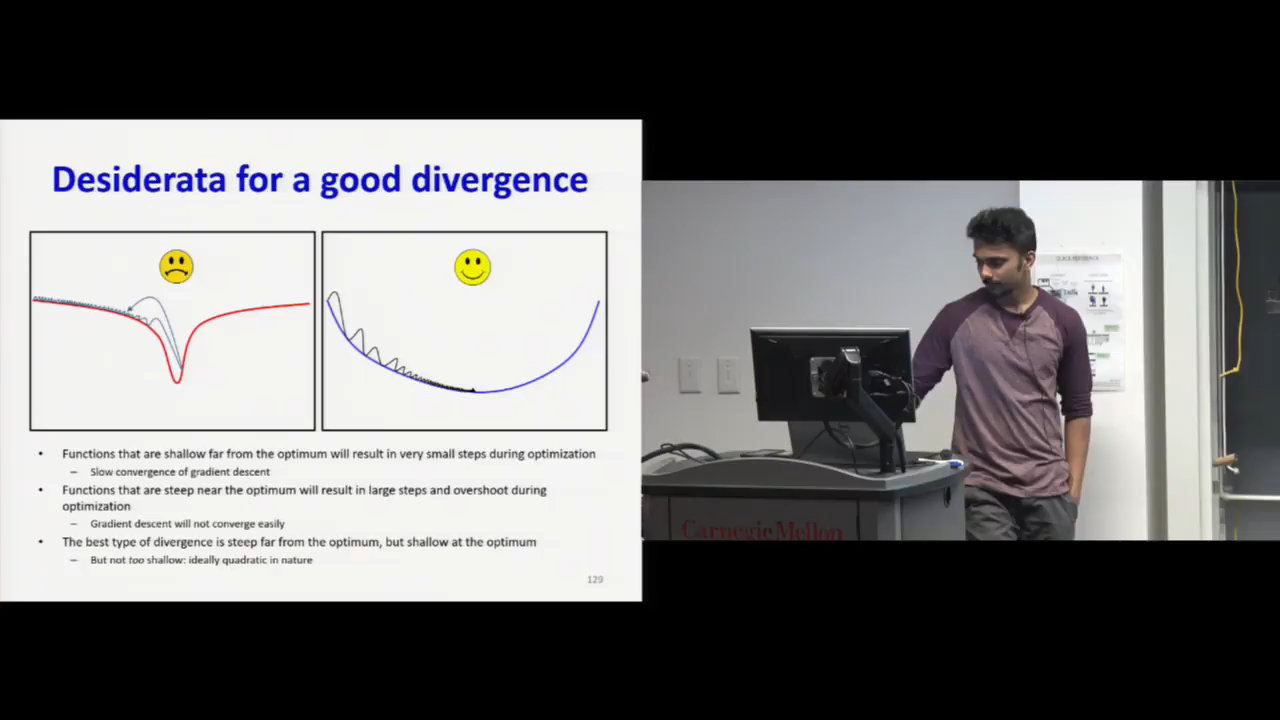 Desiderata for a good divergence
• Functions that are shallow far from the optimum will result in very small steps during optimization
– Slow convergence of gradient descent
• Functions that are steep near the optimum will result in large steps and overshoot during
optimization
– Gradient descent will not converge easily
• The best type of divergence is steep far from the optimum, but shallow at the optimum
– But not too shallow: ideally quadratic in nature
129
QUICK REFERENCE
Carnegie Mellon